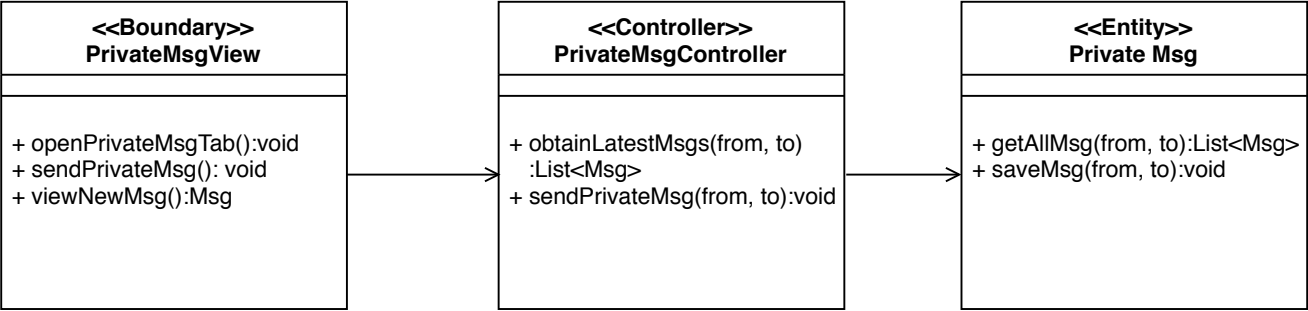 <<Boundary>>
PrivateMsgView
+ openPrivateMsgTab():void
+ sendPrivateMsg(): void
+ viewNewMsg():Msg
<<Controller>>
PrivateMsgController
+ obtainLatestMsgs(from, to)
:List<Msg>
+ sendPrivateMsg(from, to):void
<<Entity>>
Private Msg
+ getAllMsg(from, to):List<Msg>
+ saveMsg(from, to):void